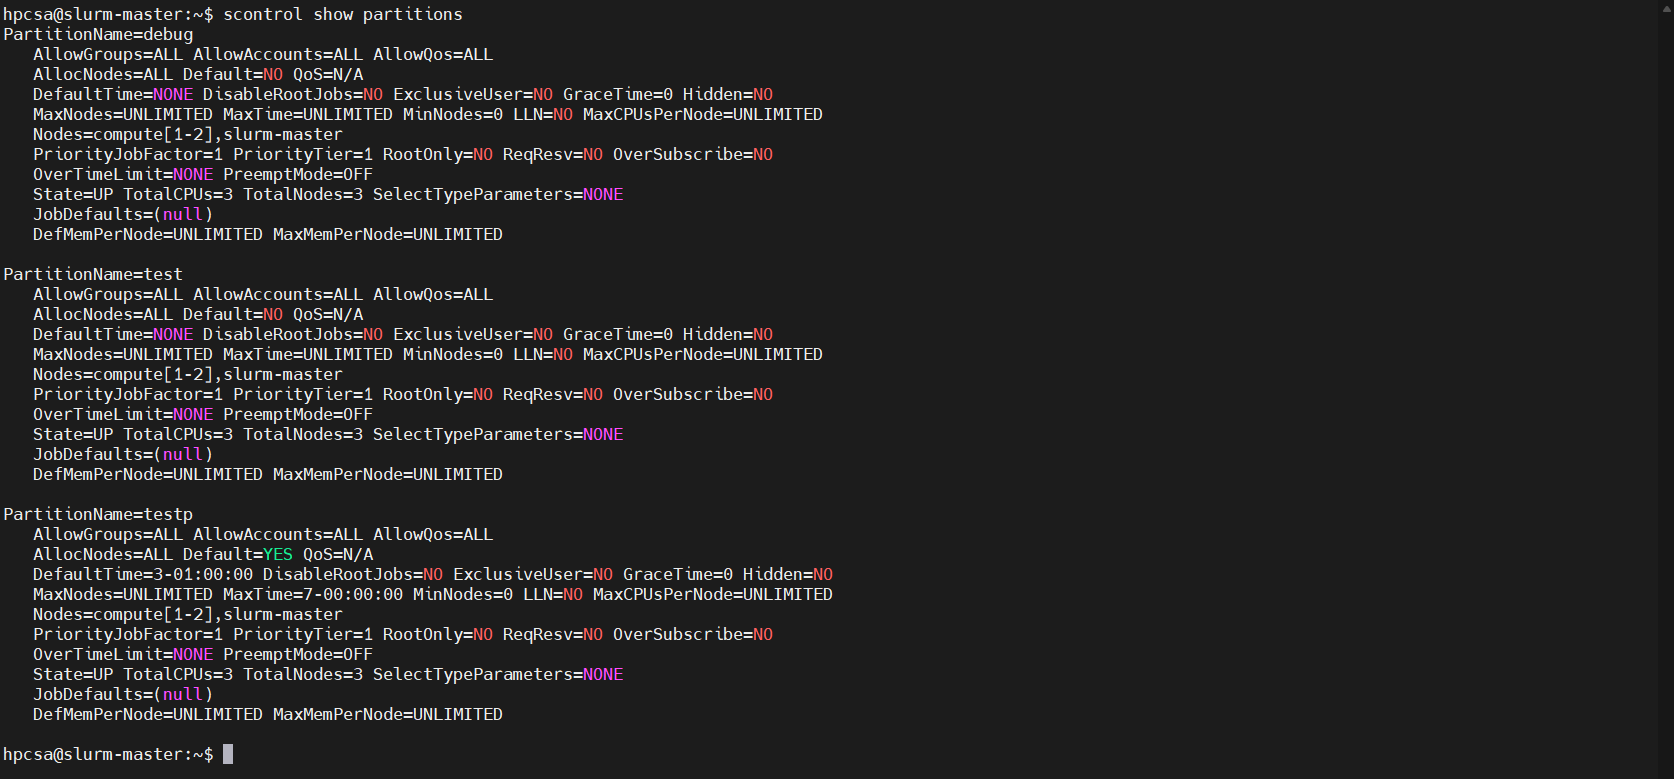 hpcsa@slurm-master:~$ scontrol show partitions
PartitionName=debug
   AllowGroups=ALL AllowAccounts=ALL AllowQos=ALL
   AllocNodes=ALL Default=NO QoS=N/A
   DefaultTime=NONE DisableRootJobs=NO ExclusiveUser=NO GraceTime=0 Hidden=NO
   MaxNodes=UNLIMITED MaxTime=UNLIMITED MinNodes=0 LLN=NO MaxCPUsPerNode=UNLIMITED
   Nodes=compute[1-2],slurm-master
   PriorityJobFactor=1 PriorityTier=1 RootOnly=NO ReqResv=NO OverSubscribe=NO
   OverTimeLimit=NONE PreemptMode=OFF
   State=UP TotalCPUs=3 TotalNodes=3 SelectTypeParameters=NONE
   JobDefaults=(null)
   DefMemPerNode=UNLIMITED MaxMemPerNode=UNLIMITED

PartitionName=test
   AllowGroups=ALL AllowAccounts=ALL AllowQos=ALL
   AllocNodes=ALL Default=NO QoS=N/A
   DefaultTime=NONE DisableRootJobs=NO ExclusiveUser=NO GraceTime=0 Hidden=NO
   MaxNodes=UNLIMITED MaxTime=UNLIMITED MinNodes=0 LLN=NO MaxCPUsPerNode=UNLIMITED
   Nodes=compute[1-2],slurm-master
   PriorityJobFactor=1 PriorityTier=1 RootOnly=NO ReqResv=NO OverSubscribe=NO
   OverTimeLimit=NONE PreemptMode=OFF
   State=UP TotalCPUs=3 TotalNodes=3 SelectTypeParameters=NONE
   JobDefaults=(null)
   DefMemPerNode=UNLIMITED MaxMemPerNode=UNLIMITED

PartitionName=testp
   AllowGroups=ALL AllowAccounts=ALL AllowQos=ALL
   AllocNodes=ALL Default=YES QoS=N/A
   DefaultTime=3-01:00:00 DisableRootJobs=NO ExclusiveUser=NO GraceTime=0 Hidden=NO
   MaxNodes=UNLIMITED MaxTime=7-00:00:00 MinNodes=0 LLN=NO MaxCPUsPerNode=UNLIMITED
   Nodes=compute[1-2],slurm-master
   PriorityJobFactor=1 PriorityTier=1 RootOnly=NO ReqResv=NO OverSubscribe=NO
   OverTimeLimit=NONE PreemptMode=OFF
   State=UP TotalCPUs=3 TotalNodes=3 SelectTypeParameters=NONE
   JobDefaults=(null)
   DefMemPerNode=UNLIMITED MaxMemPerNode=UNLIMITED

hpcsa@slurm-master:~$